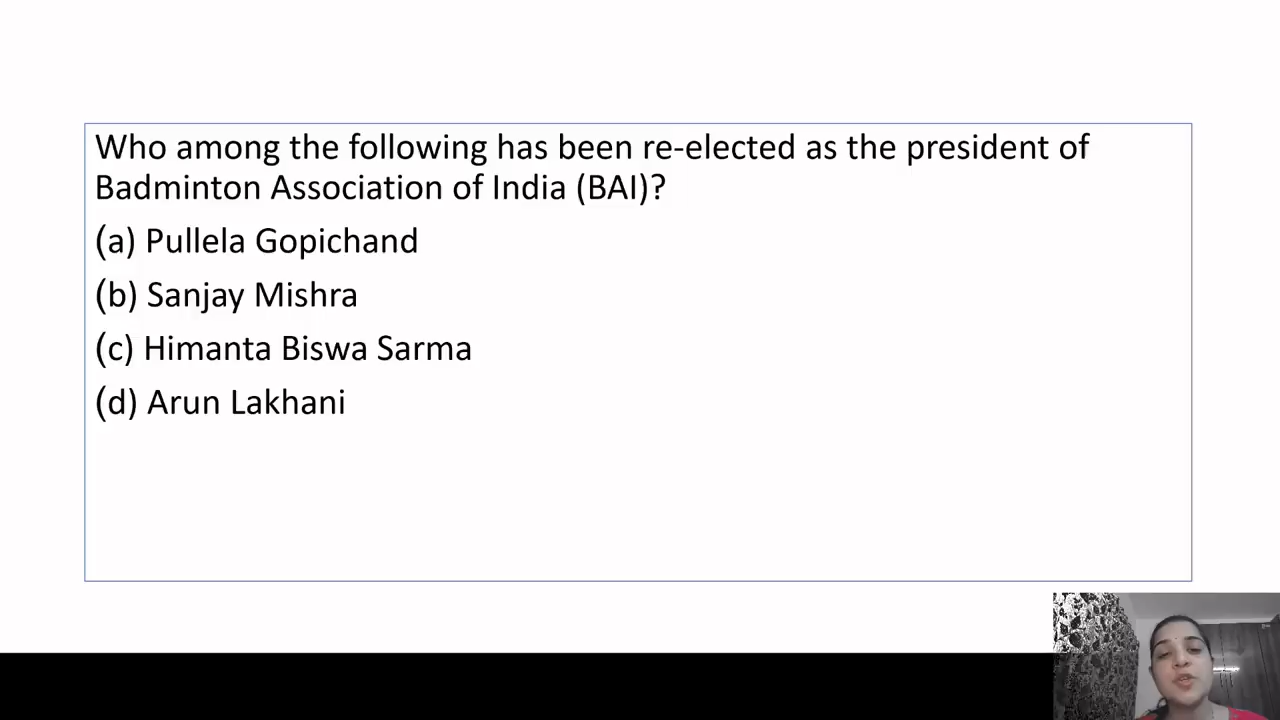 Who among the following has been re-elected as the president of
Badminton Association of India (BAI)?
(a) Pullela Gopichand
(b) Sanjay Mishra
(c) Himanta Biswa Sarma
(d) Arun Lakhani